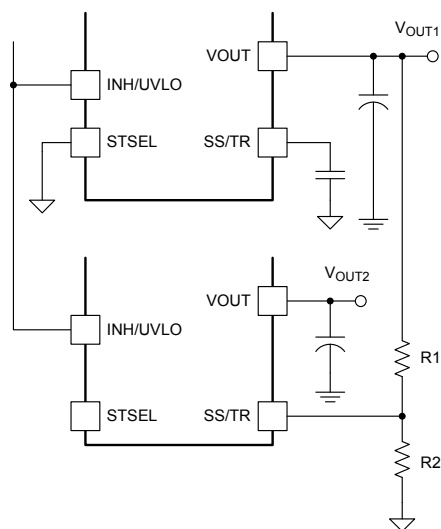 VOUT1
VOUT
INH/UVLO
STSEL
SS/TR
VOUT2
VOUT
INH/UVLO
R1
STSEL
SS/TR
R2